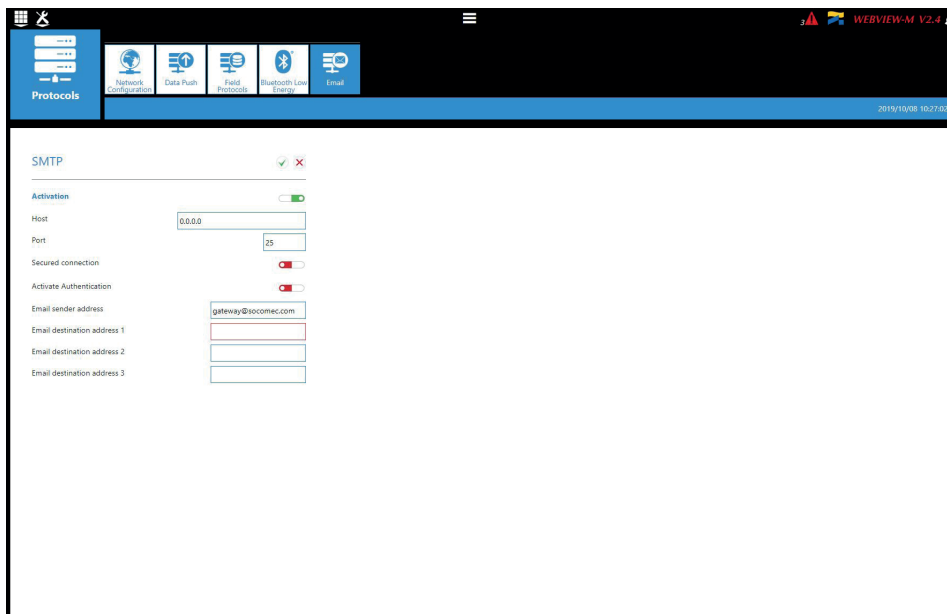 3
WEBVIEW-M V2.4
Protocols
Network
Configuration
Data Push
Field
Protocols
Bluetooth Low
Energy
Email
2019/10/08 10:27:02
SMTP
Activation
Host 0.0.0.0
Port 25
Secured connection
Activate Authentication
Email sender address gateway@socomec.com
Email destination address 1
Email destination address 2
Email destination address 3